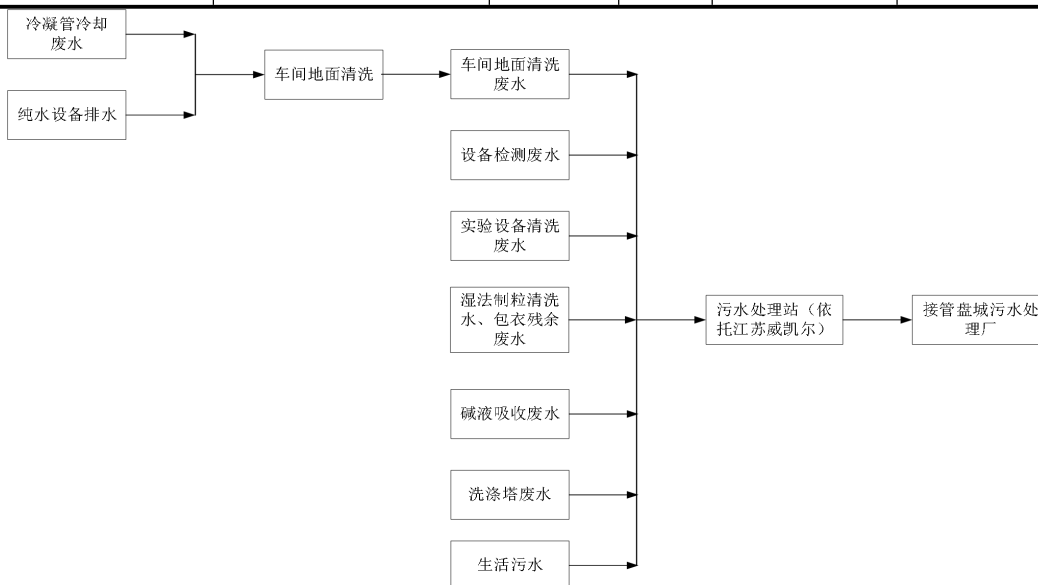 冷凝管冷却
废水
纯水设备排水
车间地面清洗
车间地面清洗
废水
设备检测废水
实验设备清洗
废水
湿法制粒清洗
水、包衣残余
废水
碱液吸收废水
洗涤塔废水
生活污水
污水处理站（依
托江苏威凯尔）
接管盘城污水处
理厂